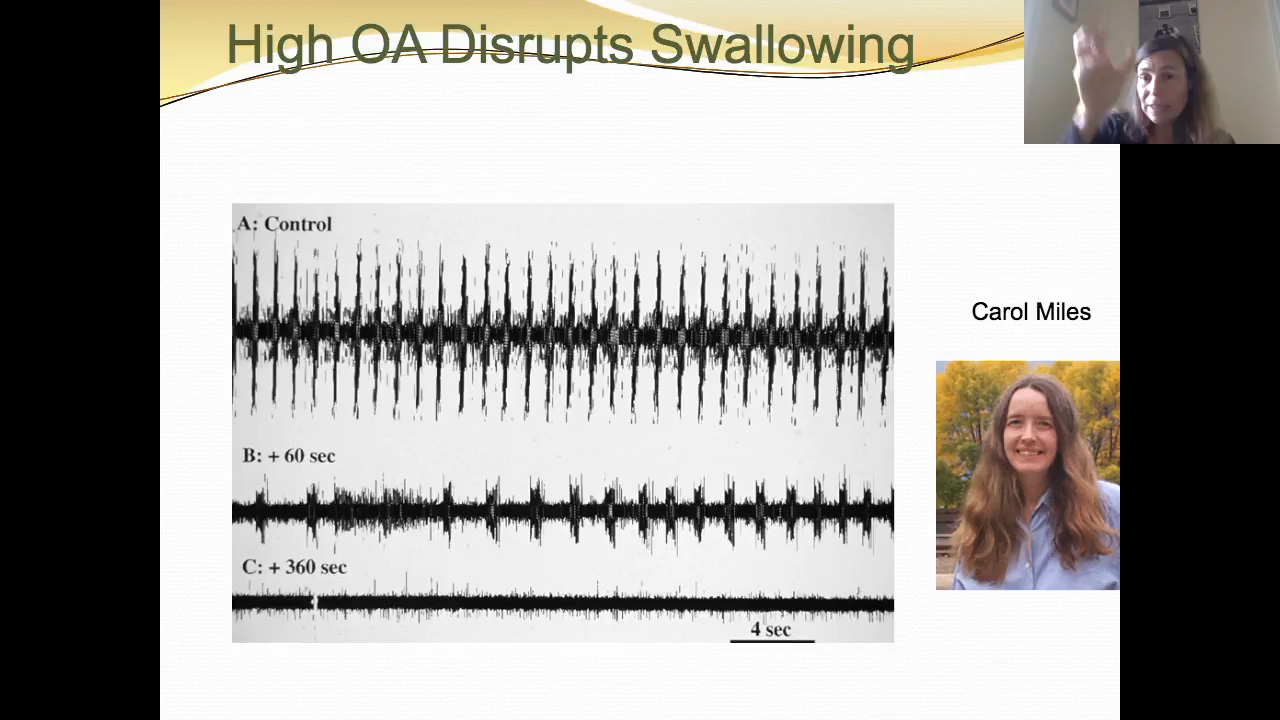 High OA Disrupts Swallowing
A: Control
Carol Miles
B: + 60 sec
C: + 360 sec
4 sec